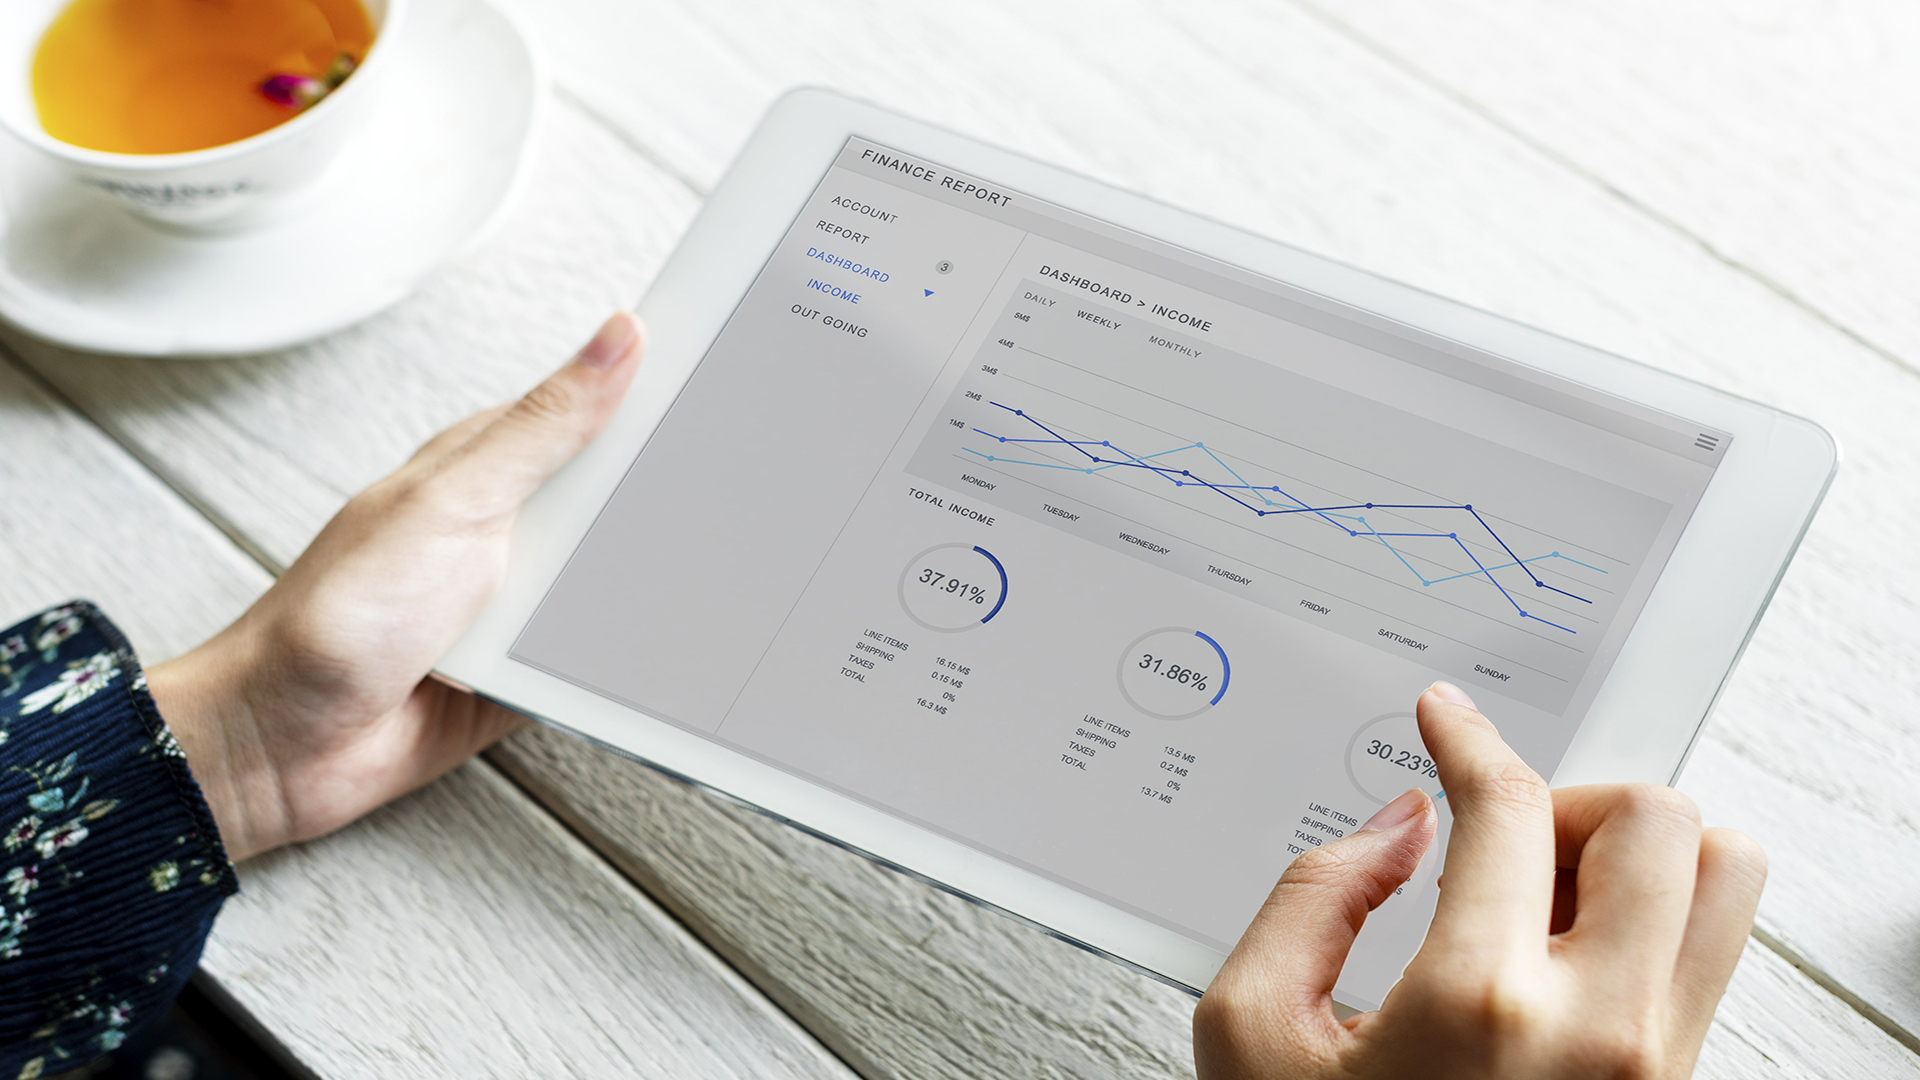 FINANCE REPORT
ACCOUNT
REPORT
DASHBOARD 3
INCOME
OUT GOING
DASHBOARD > INCOME
DAILY WEEKLY MONTHLY
5M$
4M$
3M$
2M$
1M$
MONDAY TUESDAY WEDNESDAY THURSDAY FRIDAY SATTURDAY SUNDAY
TOTAL INCOME
37.91%
LINE ITEMS 16.15 M$
SHIPPING 0.15 M$
TAXES 0%
TOTAL 16.3 M$
31.86%
LINE ITEMS 13.5 M$
SHIPPING 0.2 M$
TAXES 0%
TOTAL 13.7 M$
30.23%
LINE ITEMS
SHIPPING
TAXES